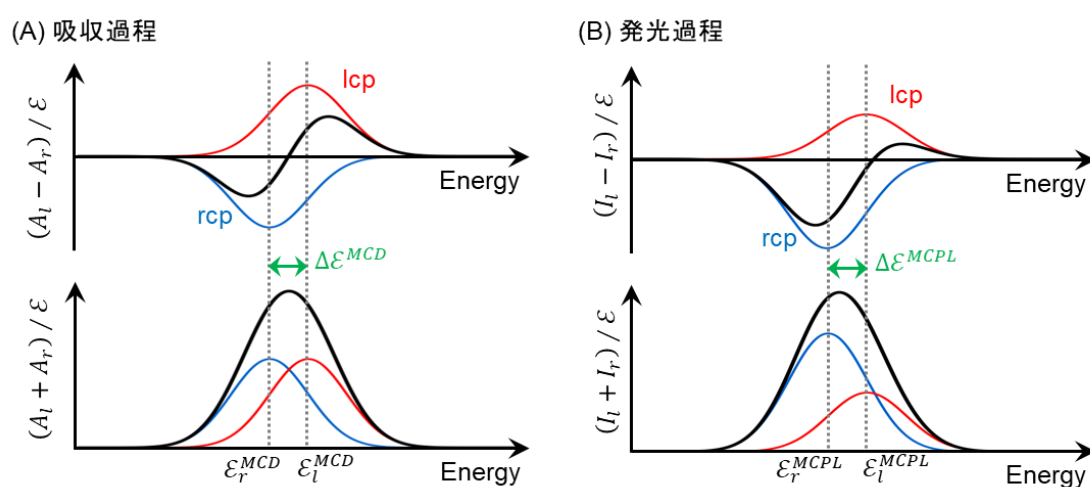 (A) 吸収過程
(A_l − A_r) / ℰ
lcp
rcp
Energy
Δℰ^{MCD}
(A_l + A_r) / ℰ
ℰ_r^{MCD}
ℰ_l^{MCD}
Energy
(B) 発光過程
(I_l − I_r) / ℰ
lcp
rcp
Energy
Δℰ^{MCPL}
(I_l + I_r) / ℰ
ℰ_r^{MCPL}
ℰ_l^{MCPL}
Energy